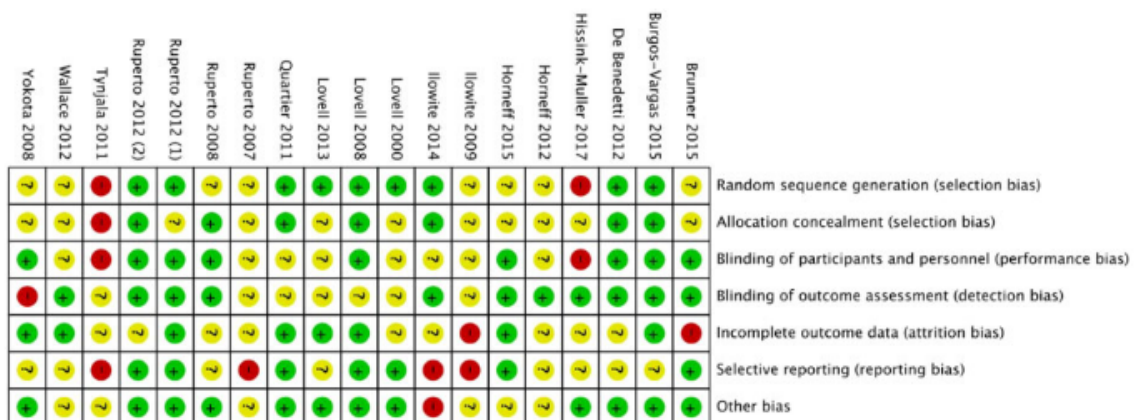 Yokota 2008
Wallace 2012
Tynjala 2011
Ruperto 2012 (2)
Ruperto 2012 (1)
Ruperto 2008
Ruperto 2007
Quartier 2011
Lovell 2013
Lovell 2008
Lovell 2000
Ilowite 2014
Ilowite 2009
Horneff 2015
Horneff 2012
Hissink-Muller 2017
De Benedetti 2012
Burgos-Vargas 2015
Brunner 2015
? ? - + + ? ? + + + + + ? ? ? - + + ? Random sequence generation (selection bias)
? ? - + ? + ? + ? + ? + ? ? ? ? + + ? Allocation concealment (selection bias)
+ ? - + + + ? ? ? + ? ? ? + ? - + + + Blinding of participants and personnel (performance bias)
- + ? + + + ? ? ? ? ? + ? + + + + + + Blinding of outcome assessment (detection bias)
+ + ? ? + ? ? + + + ? ? - + ? ? ? + - Incomplete outcome data (attrition bias)
? ? - + + ? - + ? + + - - + ? ? ? ? + Selective reporting (reporting bias)
+ ? ? + + + ? + + + + - ? ? ? + + + + Other bias